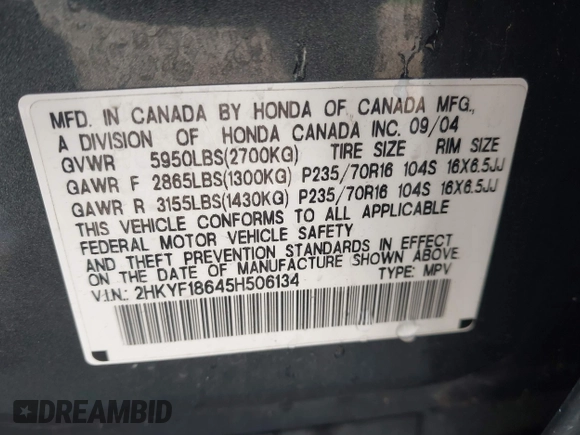 MFD. IN CANADA BY HONDA OF CANADA MFG.,
A DIVISION OF HONDA CANADA INC. 09/04
GVWR 5950LBS(2700KG) TIRE SIZE RIM SIZE
GAWR F 2865LBS(1300KG) P235/70R16 104S 16X6.5JJ
GAWR R 3155LBS(1430KG) P235/70R16 104S 16X6.5JJ
THIS VEHICLE CONFORMS TO ALL APPLICABLE
FEDERAL MOTOR VEHICLE SAFETY
AND THEFT PREVENTION STANDARDS IN EFFECT
ON THE DATE OF MANUFACTURE SHOWN ABOVE.
V.I.N.: 2HKYF18645H506134 TYPE: MPV
DREAMBID